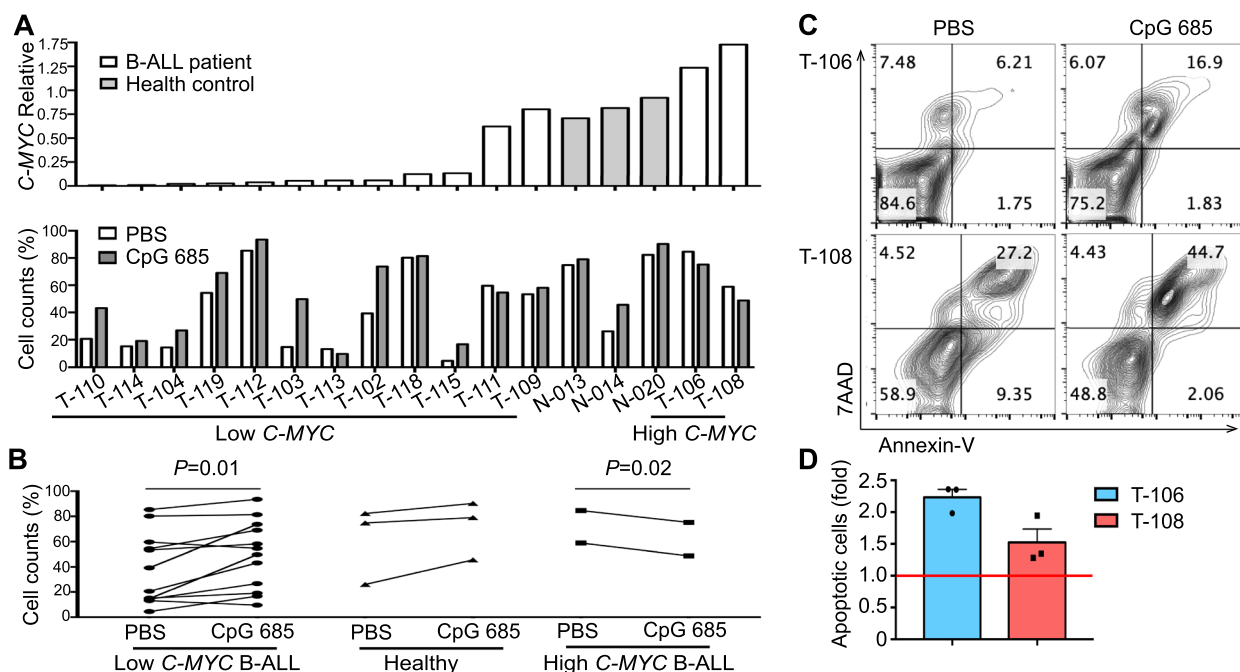 A
C-MYC Relative
1.75
1.25
1.0
0.75
0.50
1.25
0
B-ALL patient
Health control
Cell counts (%)
100
80
60
40
20
0
PBS
CpG 685
T-110
T-114
T-104
T-119
T-112
T-103
T-113
T-102
T-118
T-115
T-111
T-109
N-013
N-014
N-020
T-106
T-108
Low C-MYC
High C-MYC
B
P=0.01
P=0.02
Cell counts (%)
100
80
60
40
20
0
PBS CpG 685
PBS CpG 685
PBS CpG 685
Low C-MYC B-ALL
Healthy
High C-MYC B-ALL
C
PBS
CpG 685
T-106
7.48
6.21
84.6
1.75
6.07
16.9
75.2
1.83
T-108
4.52
27.2
58.9
9.35
4.43
44.7
48.8
2.06
7AAD
Annexin-V
D
Apoptotic cells (fold)
2.5
2.0
1.5
1.0
0.5
0
T-106
T-108